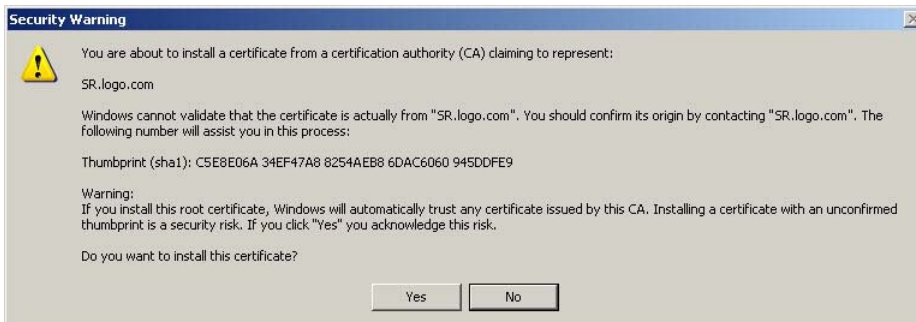 Security Warning
You are about to install a certificate from a certification authority (CA) claiming to represent:
SR.logo.com
Windows cannot validate that the certificate is actually from "SR.logo.com". You should confirm its origin by contacting "SR.logo.com". The
following number will assist you in this process:
Thumbprint (sha1): C5E8E06A 34EF47A8 8254AEB8 6DAC6060 945DDFE9
Warning:
If you install this root certificate, Windows will automatically trust any certificate issued by this CA. Installing a certificate with an unconfirmed
thumbprint is a security risk. If you click "Yes" you acknowledge this risk.
Do you want to install this certificate?
Yes No